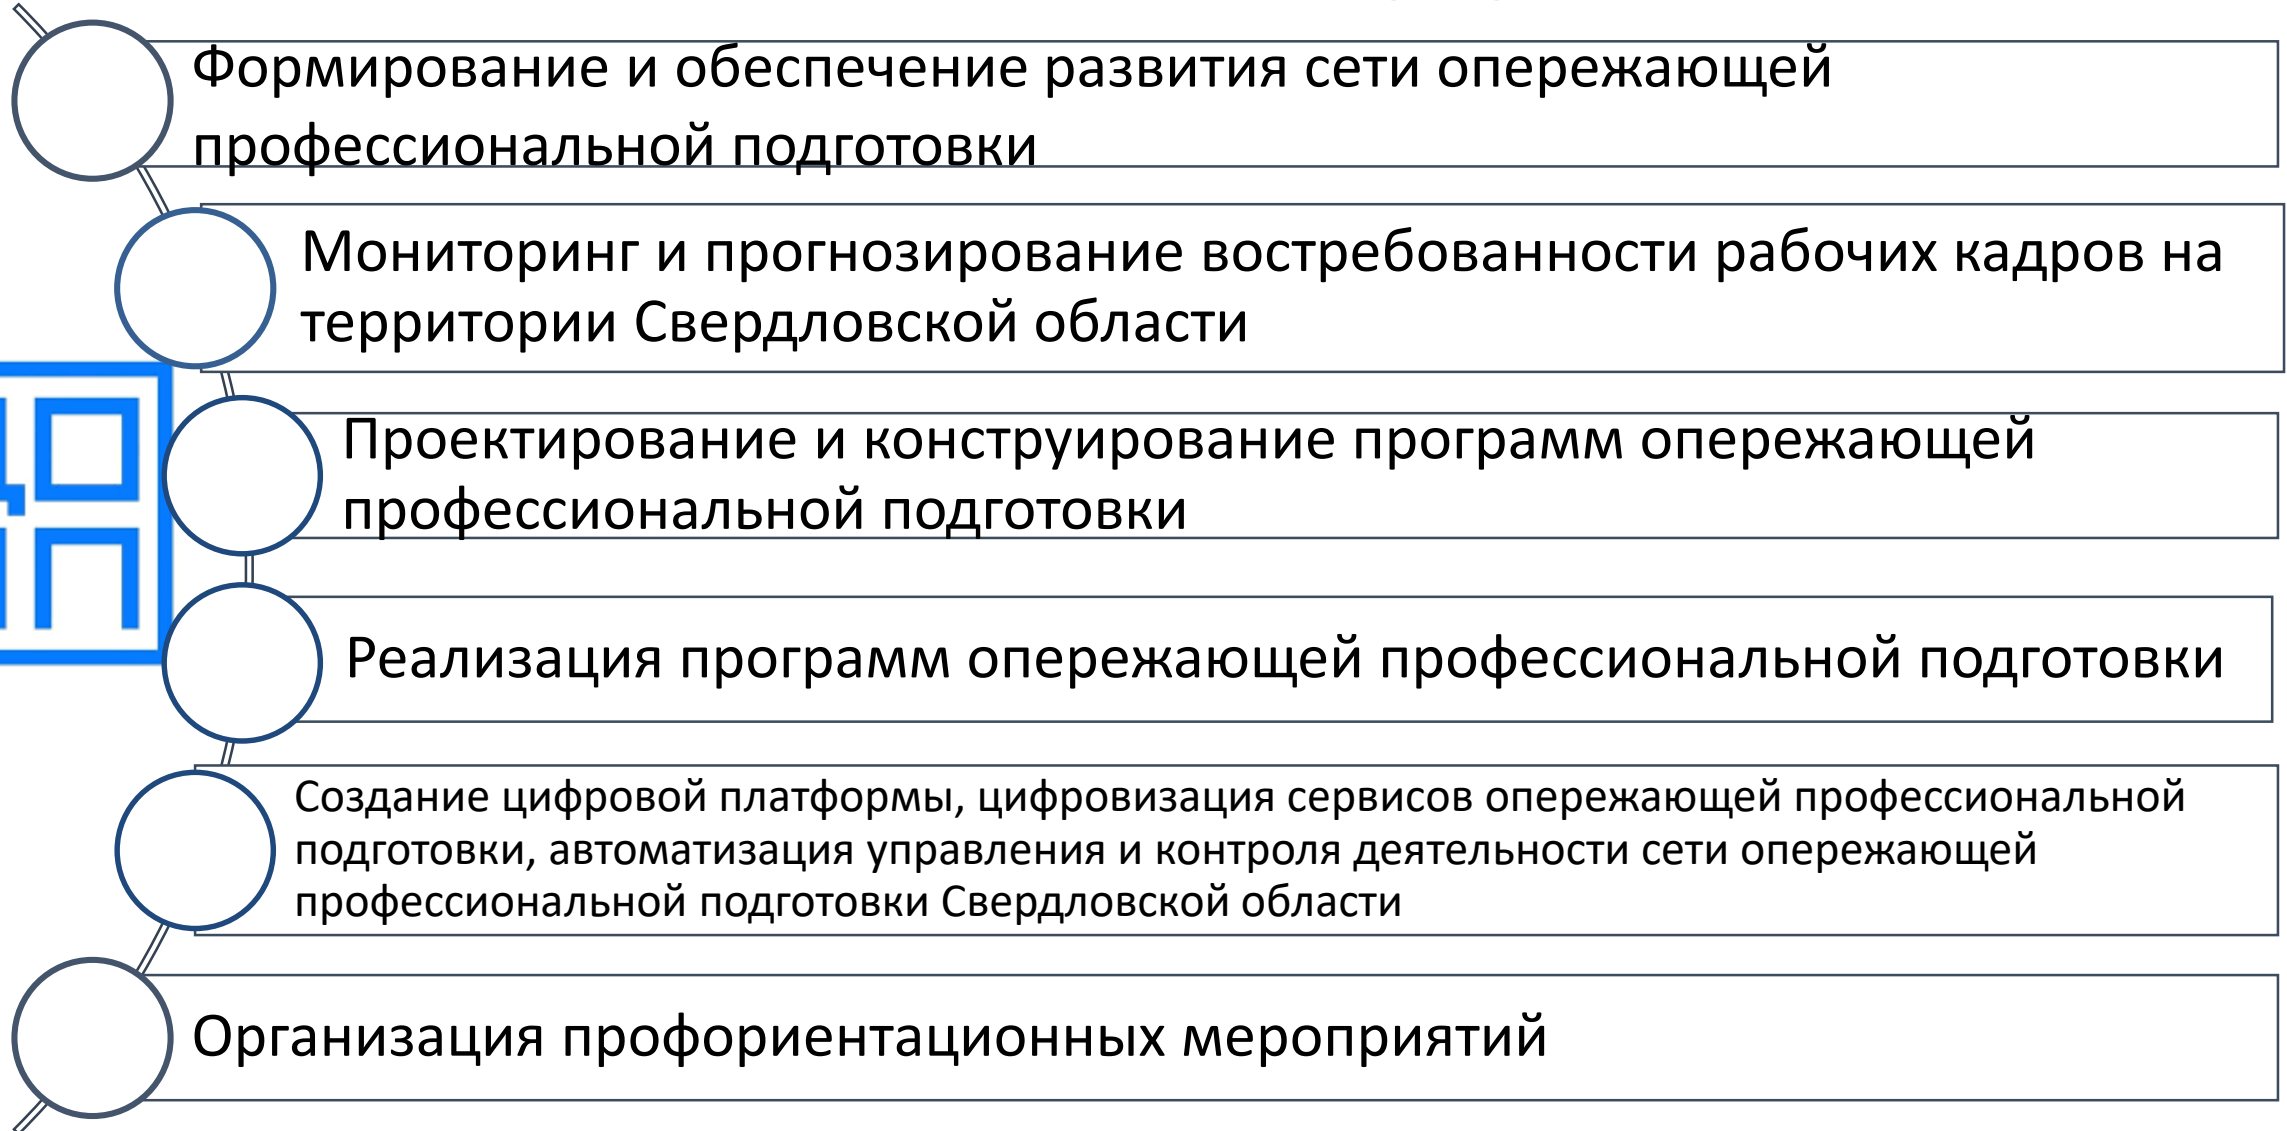 Формирование и обеспечение развития сети опережающей
профессиональной подготовки
Мониторинг и прогнозирование востребованности рабочих кадров на
территории Свердловской области
Проектирование и конструирование программ опережающей
профессиональной подготовки
Реализация программ опережающей профессиональной подготовки
Создание цифровой платформы, цифровизация сервисов опережающей профессиональной
подготовки, автоматизация управления и контроля деятельности сети опережающей
профессиональной подготовки Свердловской области
Организация профориентационных мероприятий